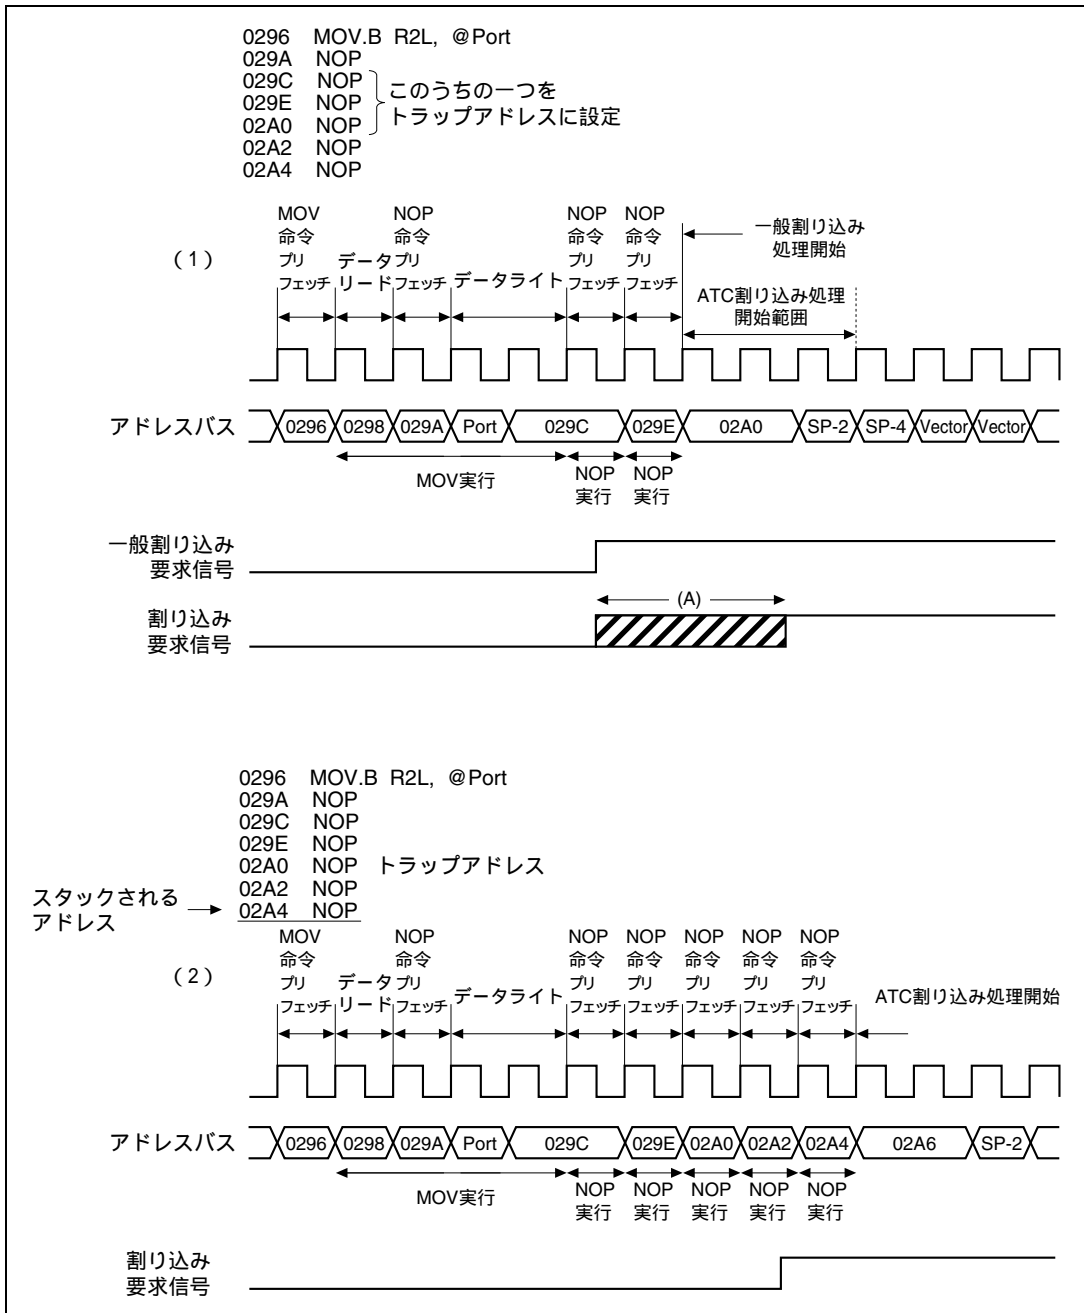 0296 MOV.B R2L, @Port
029A NOP
029C NOP
029E NOP
02A0 NOP
02A2 NOP
02A4 NOP
このうちの一つを
トラップアドレスに設定
(1)
MOV
命令
プリ
フェッチ
データ
リード
NOP
命令
プリ
フェッチ
データライト
NOP
命令
プリ
フェッチ
NOP
命令
プリ
フェッチ
一般割り込み
処理開始
ATC割り込み処理
開始範囲
アドレスバス
0296 0298 029A Port 029C 029E 02A0 SP-2 SP-4 Vector Vector
MOV実行
NOP
実行
NOP
実行
一般割り込み
要求信号
(A)
割り込み
要求信号
0296 MOV.B R2L, @Port
029A NOP
029C NOP
029E NOP
02A0 NOP トラップアドレス
02A2 NOP
02A4 NOP
スタックされる
アドレス
(2)
MOV
命令
プリ
フェッチ
データ
リード
NOP
命令
プリ
フェッチ
データライト
NOP
命令
プリ
フェッチ
NOP
命令
プリ
フェッチ
NOP
命令
プリ
フェッチ
NOP
命令
プリ
フェッチ
NOP
命令
プリ
フェッチ
ATC割り込み処理開始
アドレスバス
0296 0298 029A Port 029C 029E 02A0 02A2 02A4 02A6 SP-2
MOV実行
NOP
実行
NOP
実行
NOP
実行
NOP
実行
NOP
実行
割り込み
要求信号